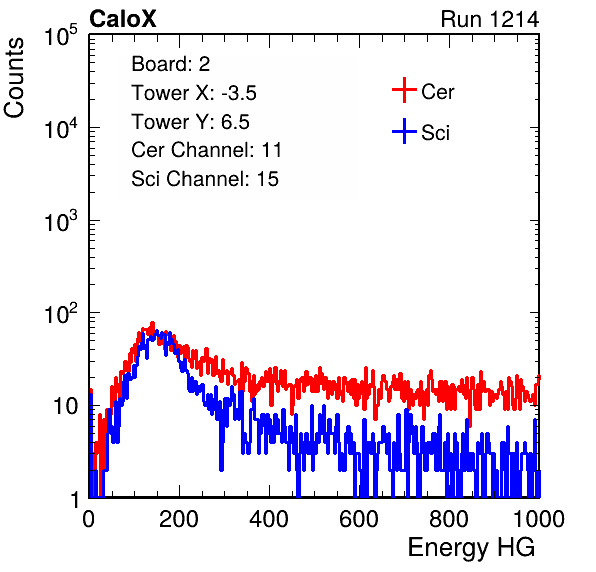 CaloX Run 1214
Counts
Board: 2
Tower X: -3.5
Tower Y: 6.5
Cer Channel: 11
Sci Channel: 15
Cer
Sci
10^5
10^4
10^3
10^2
10
1
0 200 400 600 800 1000
Energy HG